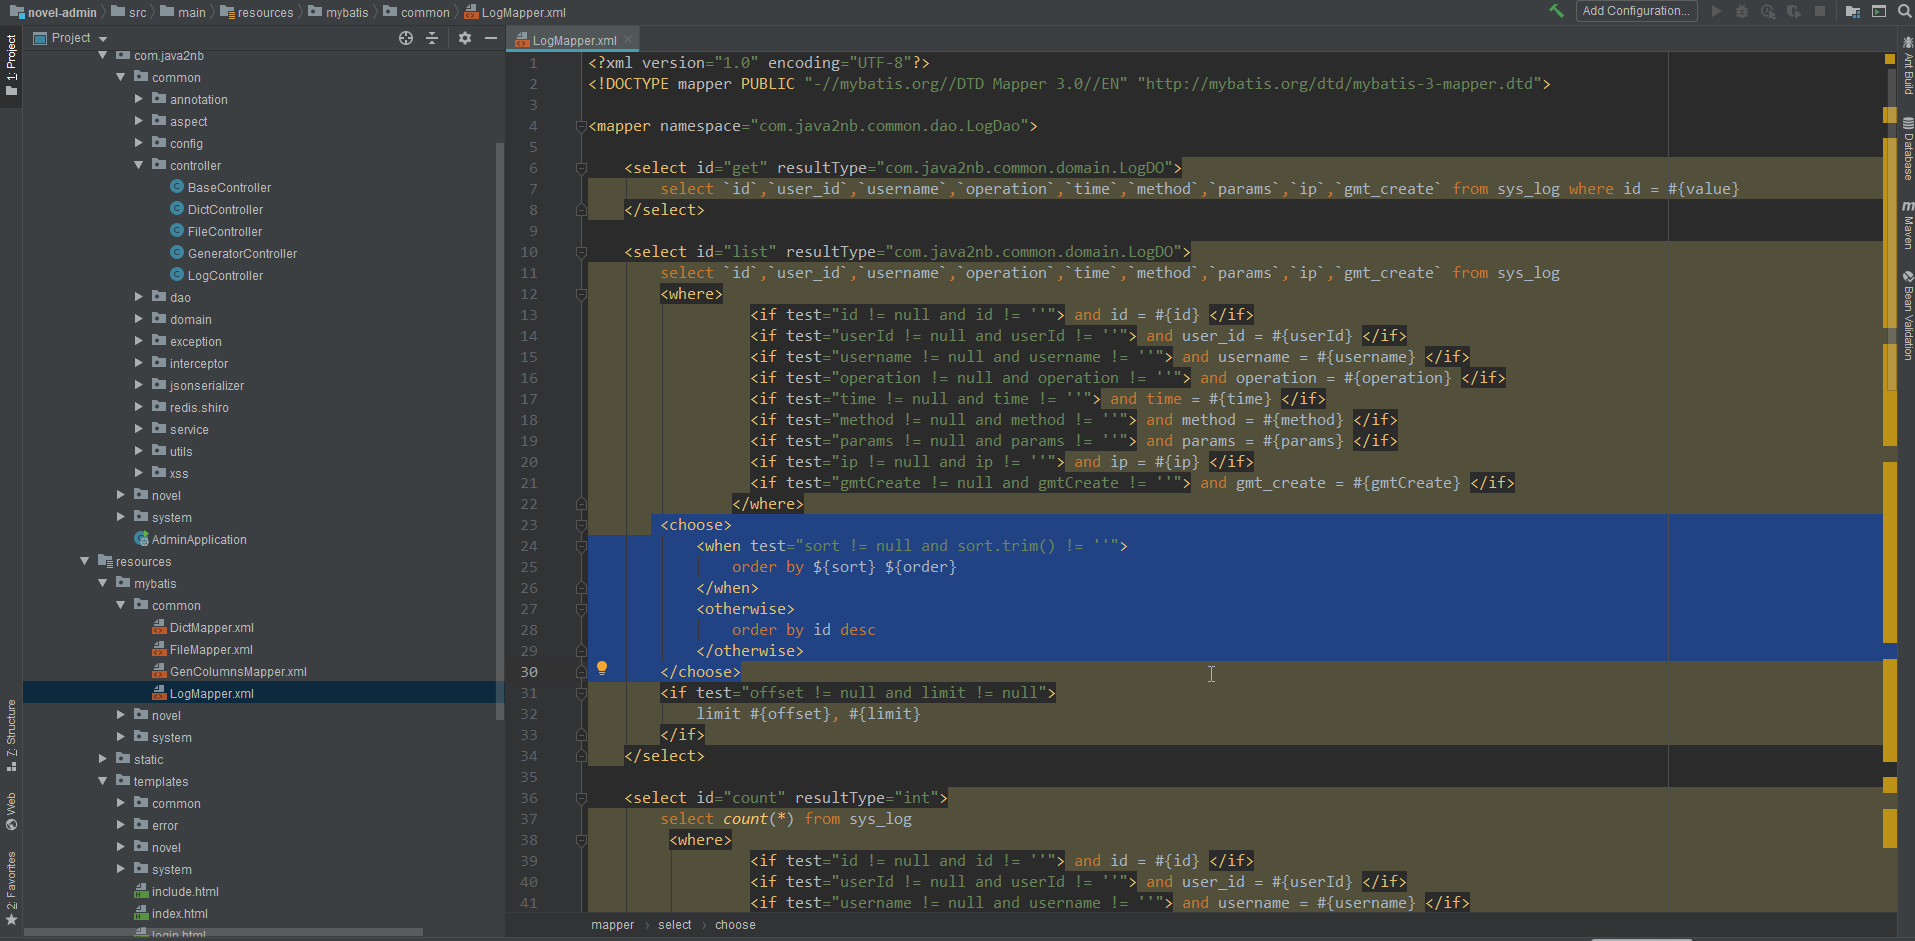 novel-admin
src
main
resources
mybatis
common
LogMapper.xml
Add Configuration...
1: Project
7: Structure
Web
2: Favorites
Project
com.java2nb
common
annotation
aspect
config
controller
BaseController
DictController
FileController
GeneratorController
LogController
dao
domain
exception
interceptor
jsonserializer
redis.shiro
service
utils
xss
novel
system
AdminApplication
resources
mybatis
common
DictMapper.xml
FileMapper.xml
GenColumnsMapper.xml
LogMapper.xml
novel
system
static
templates
common
error
novel
system
include.html
index.html
login.html
LogMapper.xml
1 <?xml version="1.0" encoding="UTF-8"?>
2 <!DOCTYPE mapper PUBLIC "-//mybatis.org//DTD Mapper 3.0//EN" "http://mybatis.org/dtd/mybatis-3-mapper.dtd">
3
4 <mapper namespace="com.java2nb.common.dao.LogDao">
5
6 <select id="get" resultType="com.java2nb.common.domain.LogDO">
7 select `id`,`user_id`,`username`,`operation`,`time`,`method`,`params`,`ip`,`gmt_create` from sys_log where id = #{value}
8 </select>
9
10 <select id="list" resultType="com.java2nb.common.domain.LogDO">
11 select `id`,`user_id`,`username`,`operation`,`time`,`method`,`params`,`ip`,`gmt_create` from sys_log
12 <where>
13 <if test="id != null and id != ''"> and id = #{id} </if>
14 <if test="userId != null and userId != ''"> and user_id = #{userId} </if>
15 <if test="username != null and username != ''"> and username = #{username} </if>
16 <if test="operation != null and operation != ''"> and operation = #{operation} </if>
17 <if test="time != null and time != ''"> and time = #{time} </if>
18 <if test="method != null and method != ''"> and method = #{method} </if>
19 <if test="params != null and params != ''"> and params = #{params} </if>
20 <if test="ip != null and ip != ''"> and ip = #{ip} </if>
21 <if test="gmtCreate != null and gmtCreate != ''"> and gmt_create = #{gmtCreate} </if>
22 </where>
23 <choose>
24 <when test="sort != null and sort.trim() != ''">
25 order by ${sort} ${order}
26 </when>
27 <otherwise>
28 order by id desc
29 </otherwise>
30 </choose>
31 <if test="offset != null and limit != null">
32 limit #{offset}, #{limit}
33 </if>
34 </select>
35
36 <select id="count" resultType="int">
37 select count(*) from sys_log
38 <where>
39 <if test="id != null and id != ''"> and id = #{id} </if>
40 <if test="userId != null and userId != ''"> and user_id = #{userId} </if>
41 <if test="username != null and username != ''"> and username = #{username} </if>
mapper
select
choose
Ant Build
Database
Maven
Bean Validation